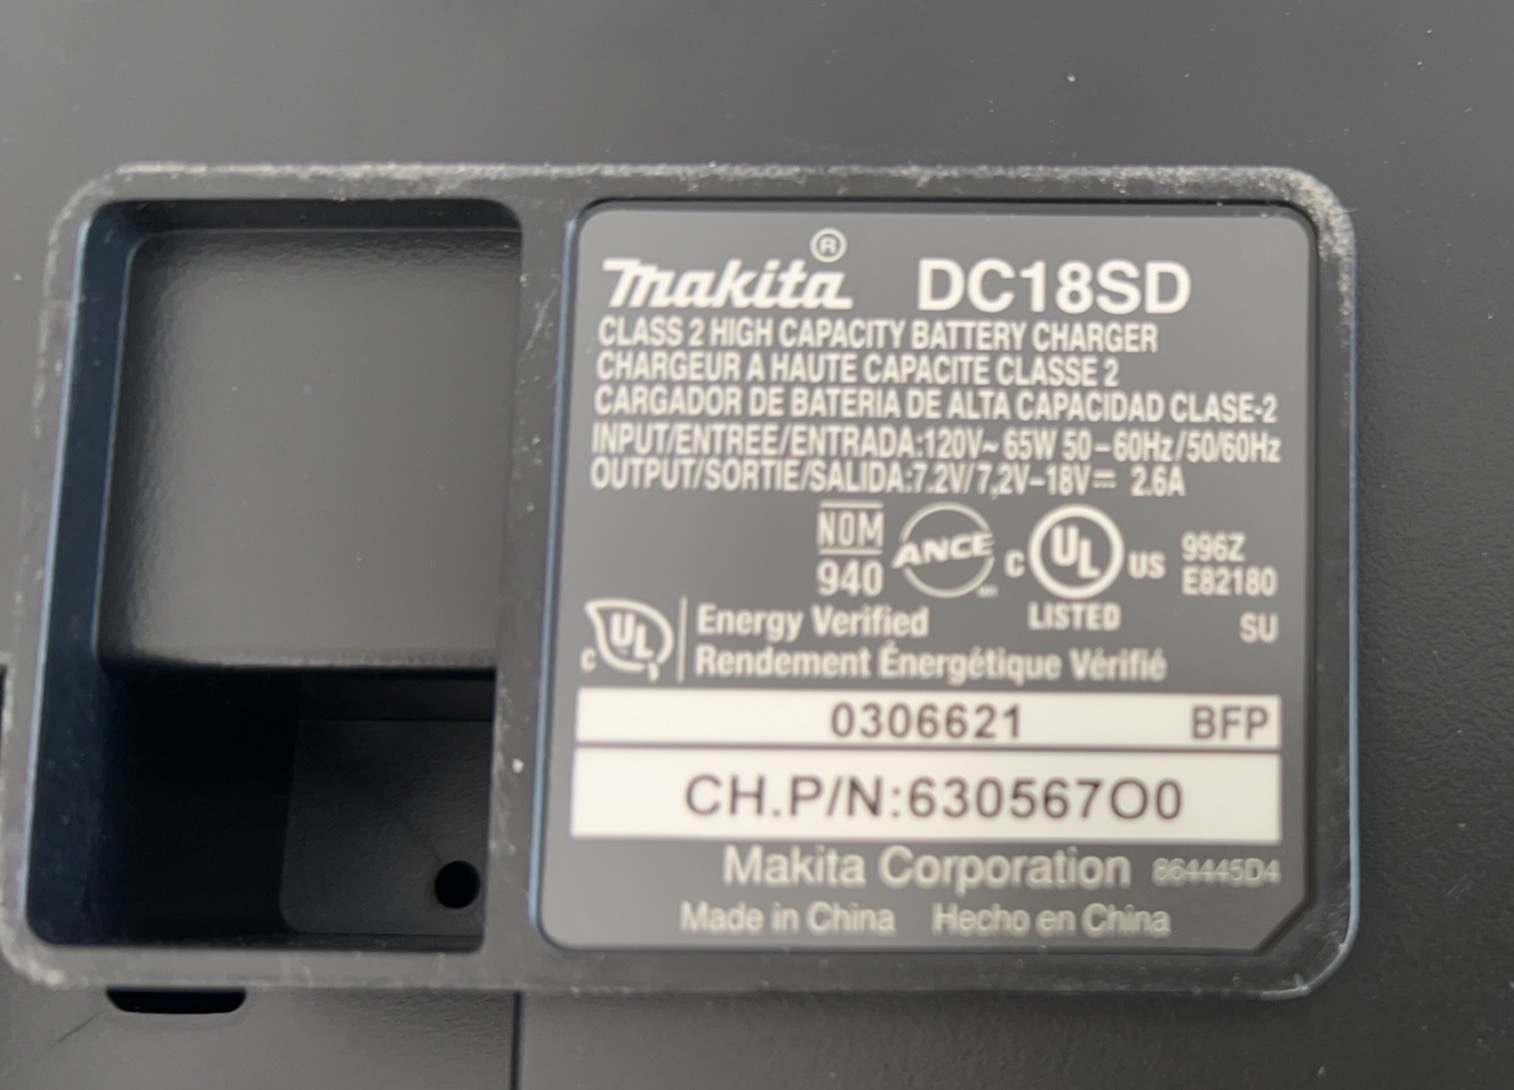 makita® DC18SD
CLASS 2 HIGH CAPACITY BATTERY CHARGER
CHARGEUR A HAUTE CAPACITE CLASSE 2
CARGADOR DE BATERIA DE ALTA CAPACIDAD CLASE-2
INPUT/ENTREE/ENTRADA:120V~ 65W 50–60Hz/50/60Hz
OUTPUT/SORTIE/SALIDA:7.2V/7,2V–18V⎓ 2.6A
NOM
940
ANCE
C UL US
LISTED
996Z
E82180
SU
C UL
Energy Verified
Rendement Énergétique Vérifié
0306621 BFP
CH.P/N:630567O0
Makita Corporation 864445D4
Made in China Hecho en China